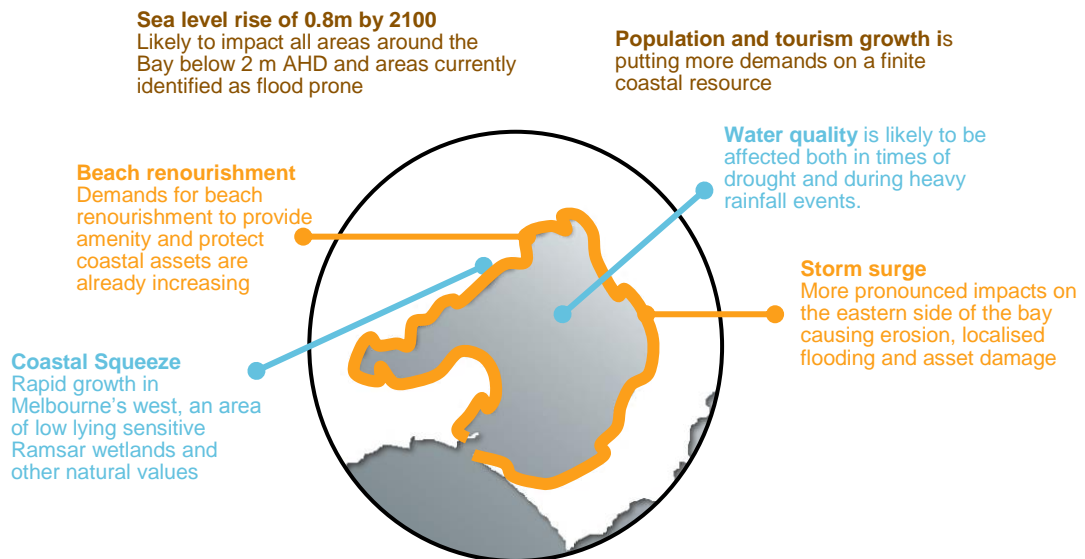 Sea level rise of 0.8m by 2100
Likely to impact all areas around the
Bay below 2 m AHD and areas currently
identified as flood prone
Population and tourism growth is
putting more demands on a finite
coastal resource
Water quality is likely to be
affected both in times of
drought and during heavy
rainfall events.
Beach renourishment
Demands for beach
renourishment to provide
amenity and protect
coastal assets are
already increasing
Storm surge
More pronounced impacts on
the eastern side of the bay
causing erosion, localised
flooding and asset damage
Coastal Squeeze
Rapid growth in
Melbourne's west, an area
of low lying sensitive
Ramsar wetlands and
other natural values